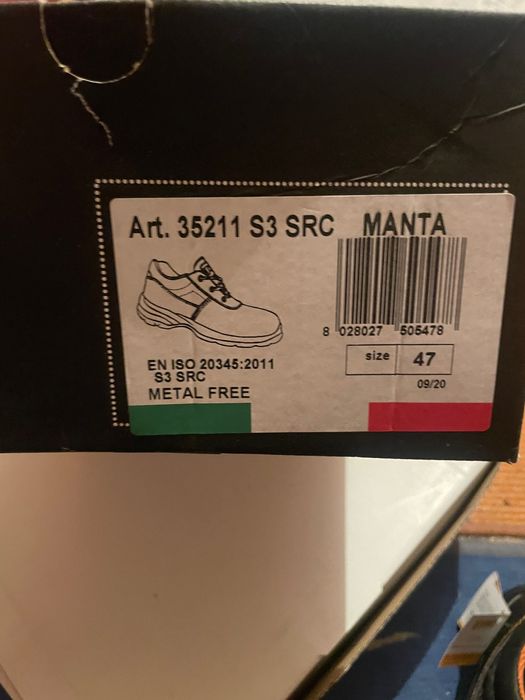 Art. 35211 S3 SRC MANTA
8 028027 505478
EN ISO 20345:2011
S3 SRC
METAL FREE
size 47
09/20